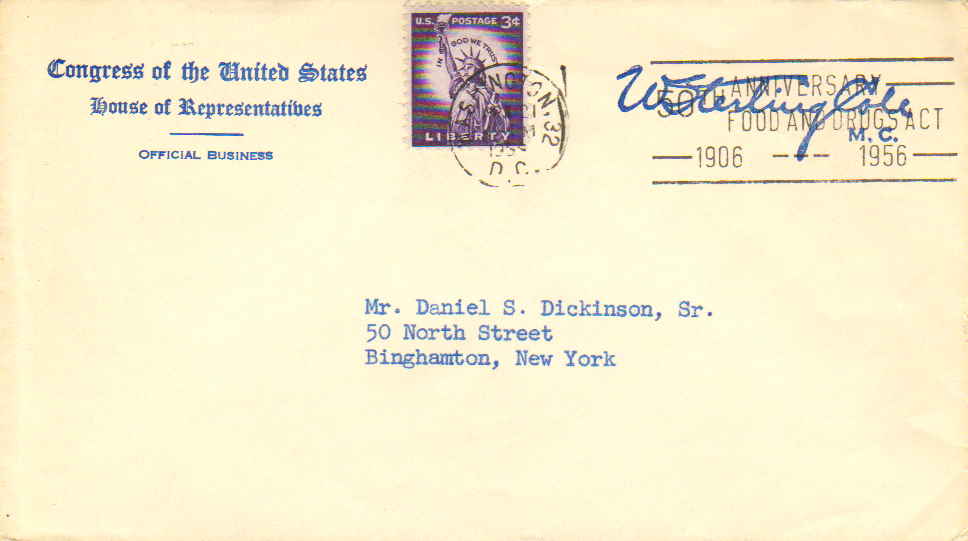 Congress of the United States
House of Representatives
OFFICIAL BUSINESS
U.S. POSTAGE 3¢
IN GOD WE TRUST
LIBERTY
32
D.C.
W. Sterling Cole
M. C.
50TH ANNIVERSARY
FOOD AND DRUGS ACT
1906 ---- 1956
Mr. Daniel S. Dickinson, Sr.
50 North Street
Binghamton, New York